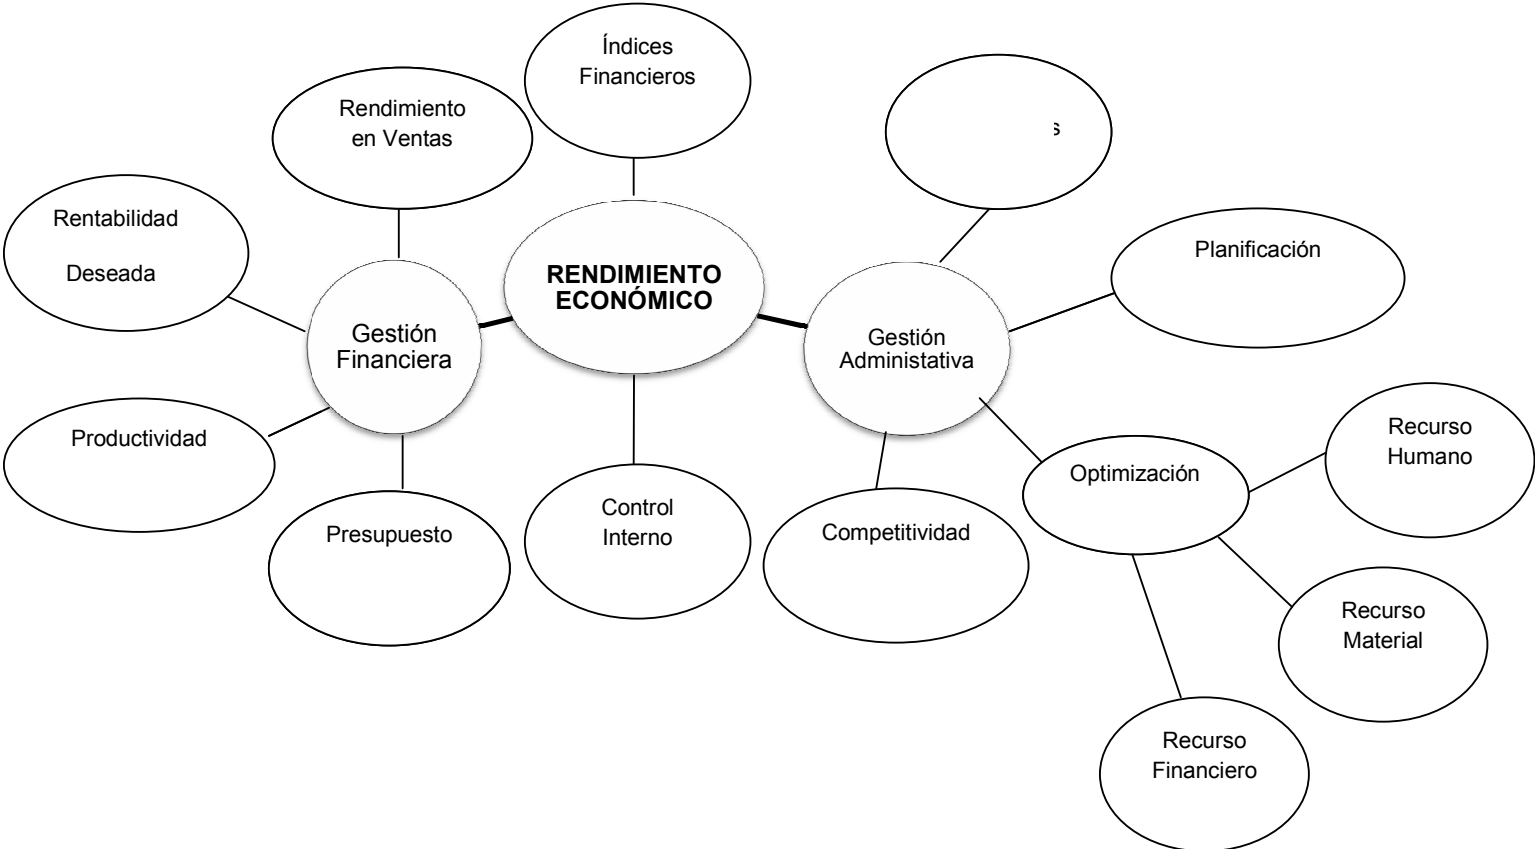 Índices
Financieros
Rendimiento
en Ventas
s
Rentabilidad
Deseada
Planificación
RENDIMIENTO
ECONÓMICO
Gestión
Financiera
Gestión
Administativa
Productividad
Presupuesto
Control
Interno
Competitividad
Optimización
Recurso
Humano
Recurso
Material
Recurso
Financiero